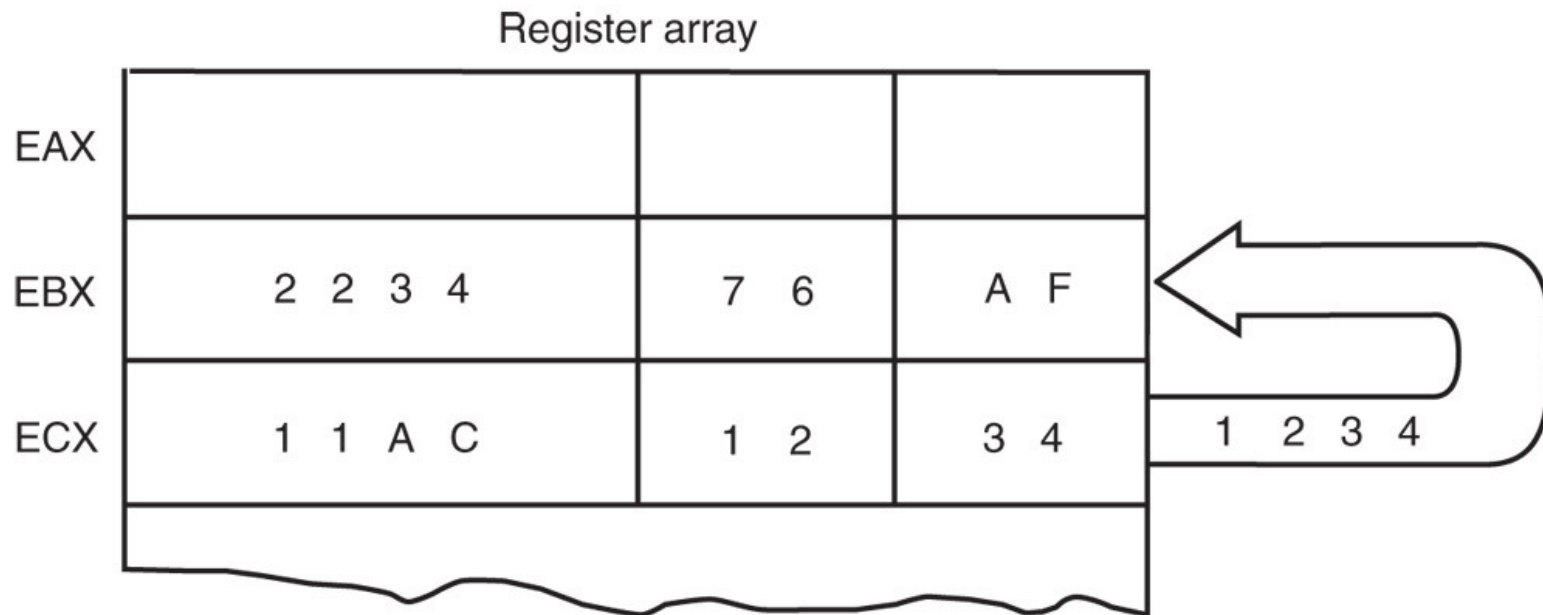 Register array
EAX
EBX 2 2 3 4 7 6 A F
ECX 1 1 A C 1 2 3 4 1 2 3 4